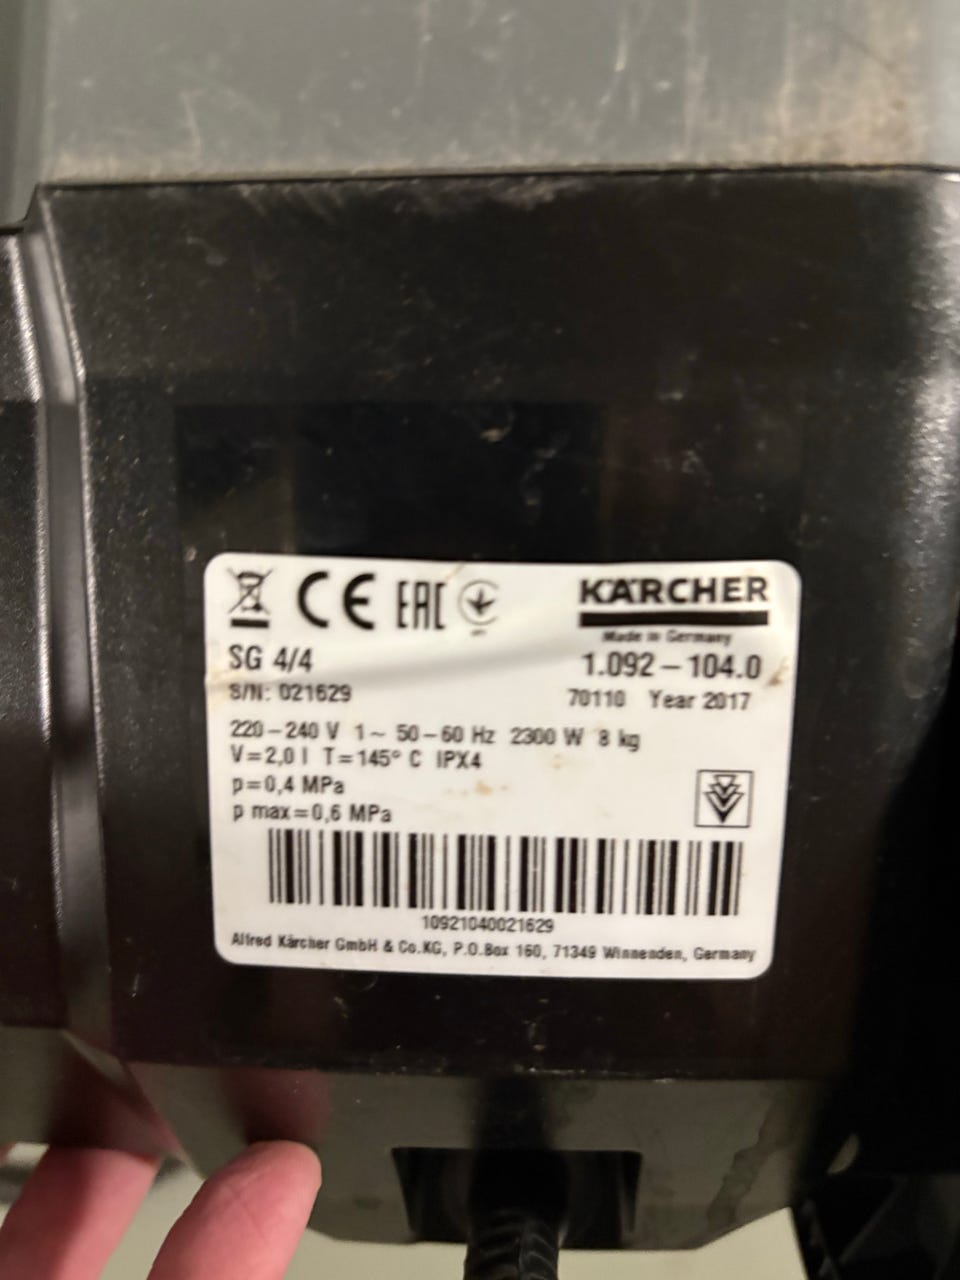 CE EAC KÄRCHER
Made in Germany
SG 4/4 1.092-104.0
S/N: 021629 70110 Year 2017
220-240 V 1~ 50-60 Hz 2300 W 8 kg
V=2,0 l T=145° C IPX4
p=0,4 MPa
p max=0,6 MPa
10921040021629
Alfred Kärcher GmbH & Co.KG, P.O.Box 160, 71349 Winnenden, Germany